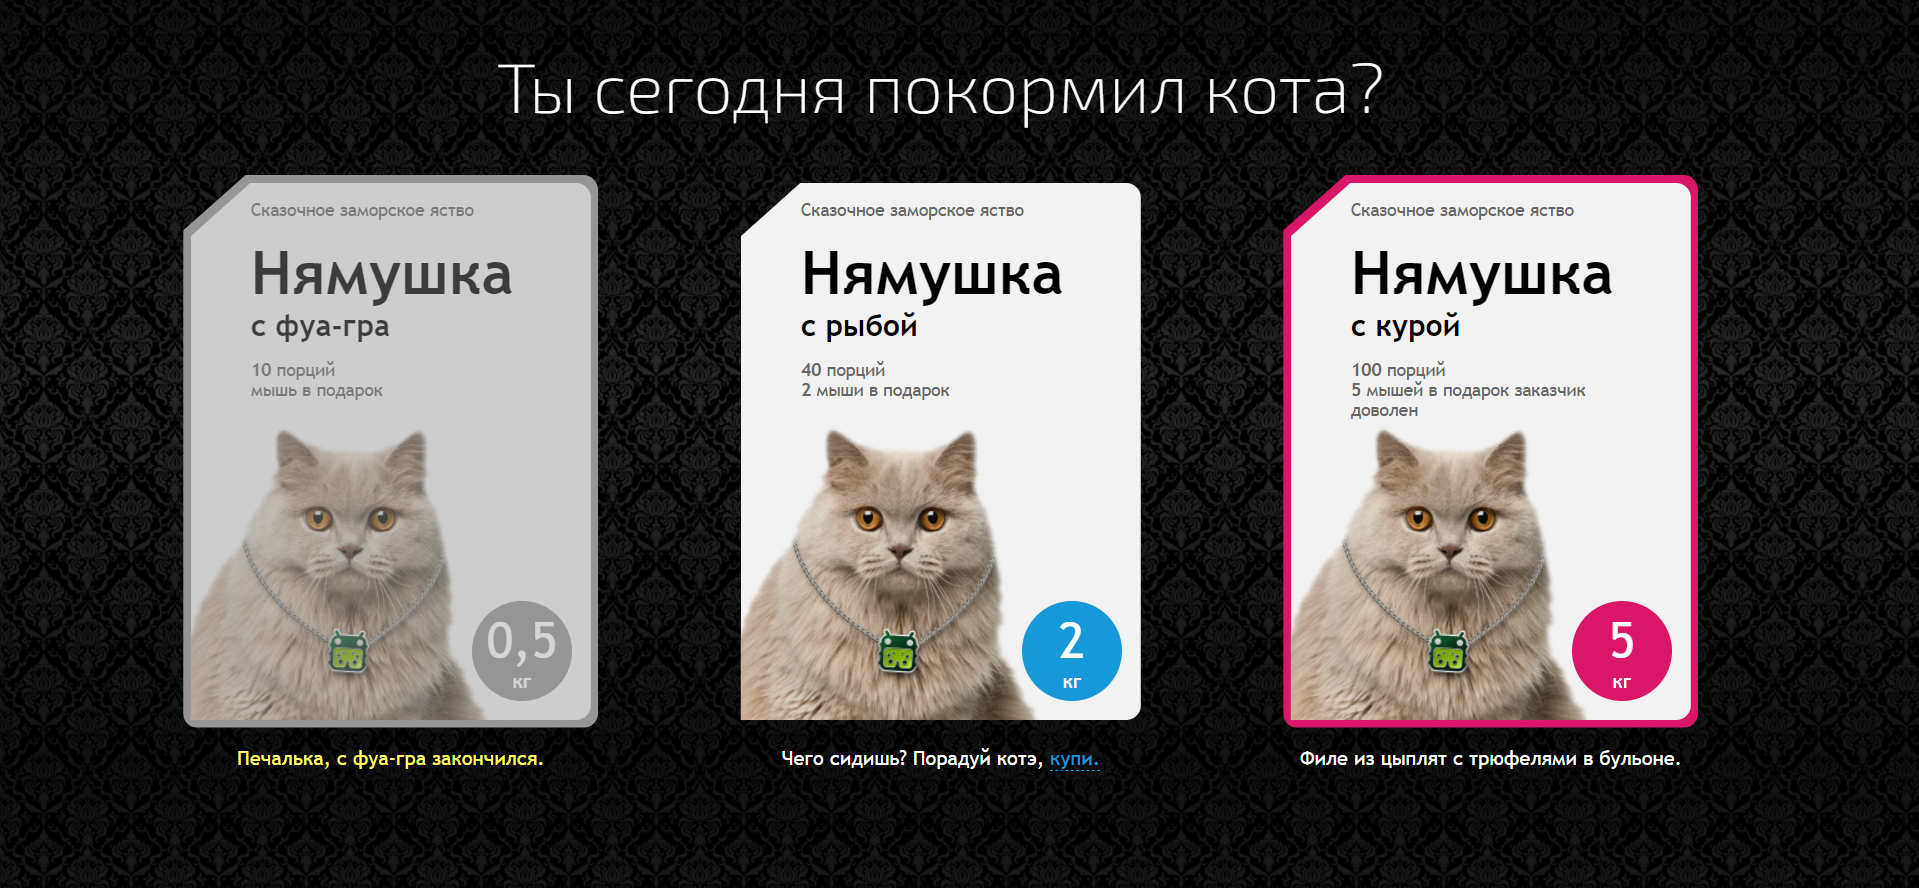 Ты сегодня покормил кота?
Сказочное заморское яство
Нямушка
с фуа-гра
10 порций
мышь в подарок
0,5
кг
Печалька, с фуа-гра закончился.
Сказочное заморское яство
Нямушка
с рыбой
40 порций
2 мыши в подарок
2
кг
Чего сидишь? Порадуй котэ, купи.
Сказочное заморское яство
Нямушка
с курой
100 порций
5 мышей в подарок заказчик
доволен
5
кг
Филе из цыплят с трюфелями в бульоне.